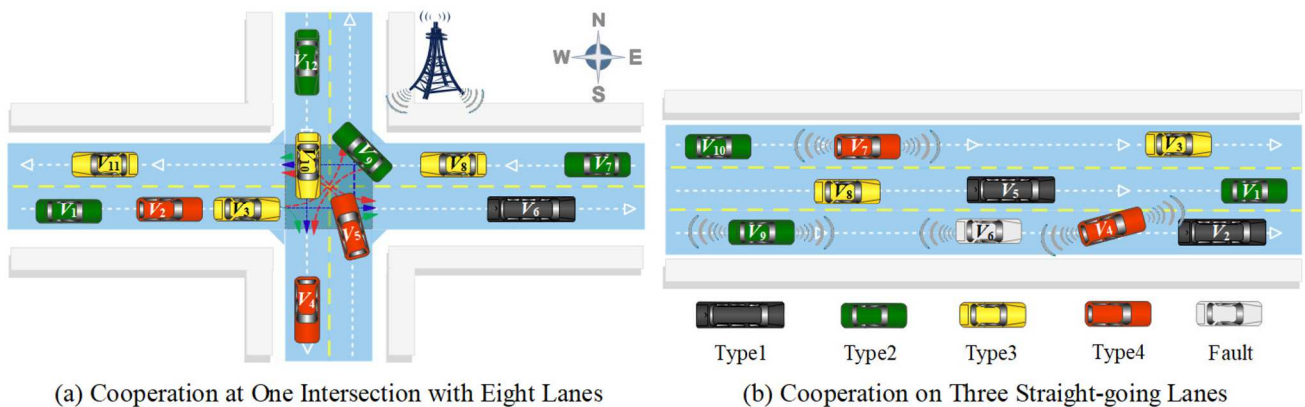 V12
N
W E
S
V11
V10
V9
V8
V7
V1
V2
V3
V5
V6
V4
(a) Cooperation at One Intersection with Eight Lanes
V10
V7
V3
V8
V5
V1
V9
V6
V4
V2
Type1 Type2 Type3 Type4 Fault
(b) Cooperation on Three Straight-going Lanes